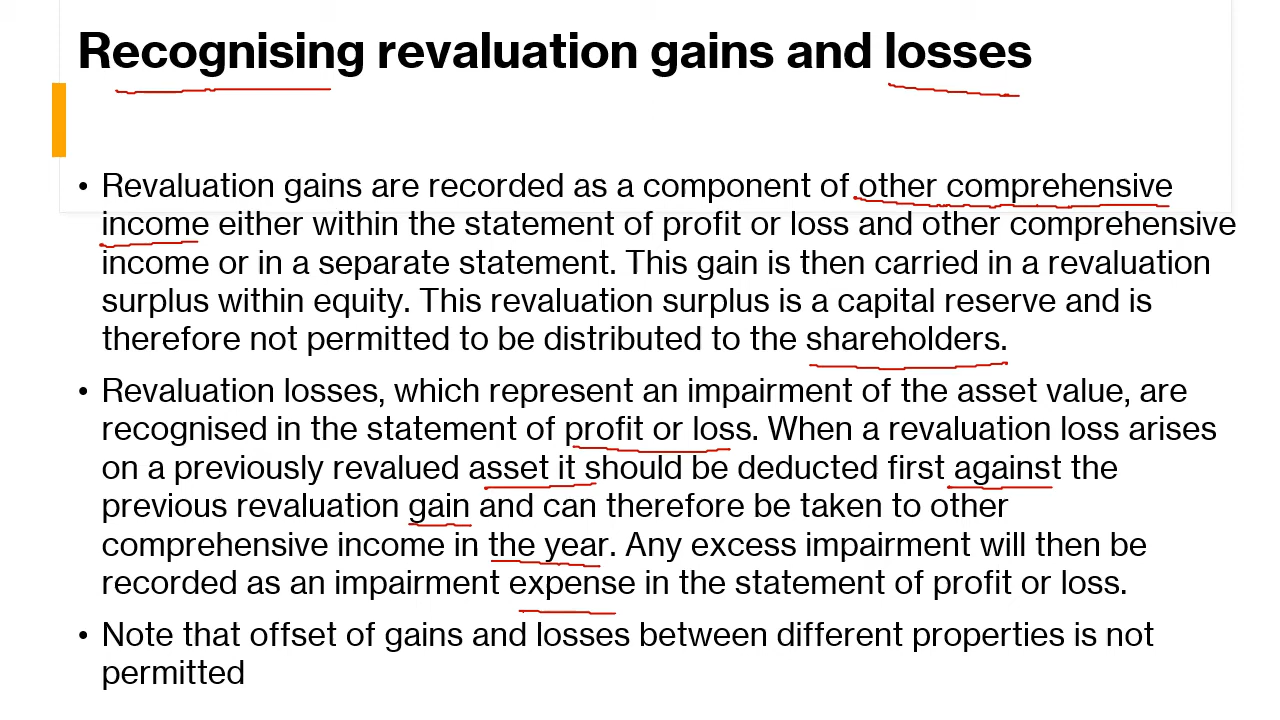 Recognising revaluation gains and losses
• Revaluation gains are recorded as a component of other comprehensive
income either within the statement of profit or loss and other comprehensive
income or in a separate statement. This gain is then carried in a revaluation
surplus within equity. This revaluation surplus is a capital reserve and is
therefore not permitted to be distributed to the shareholders.
• Revaluation losses, which represent an impairment of the asset value, are
recognised in the statement of profit or loss. When a revaluation loss arises
on a previously revalued asset it should be deducted first against the
previous revaluation gain and can therefore be taken to other
comprehensive income in the year. Any excess impairment will then be
recorded as an impairment expense in the statement of profit or loss.
• Note that offset of gains and losses between different properties is not
permitted